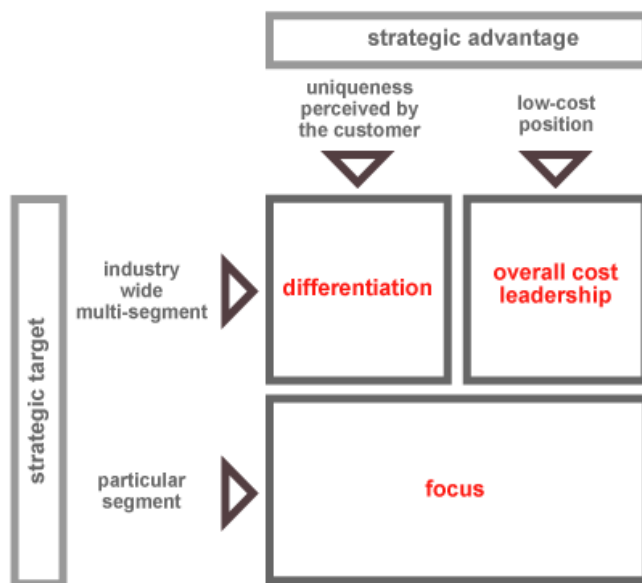 strategic advantage
uniqueness
perceived by
the customer
low-cost
position
strategic target
industry
wide
multi-segment
differentiation
overall cost
leadership
particular
segment
focus